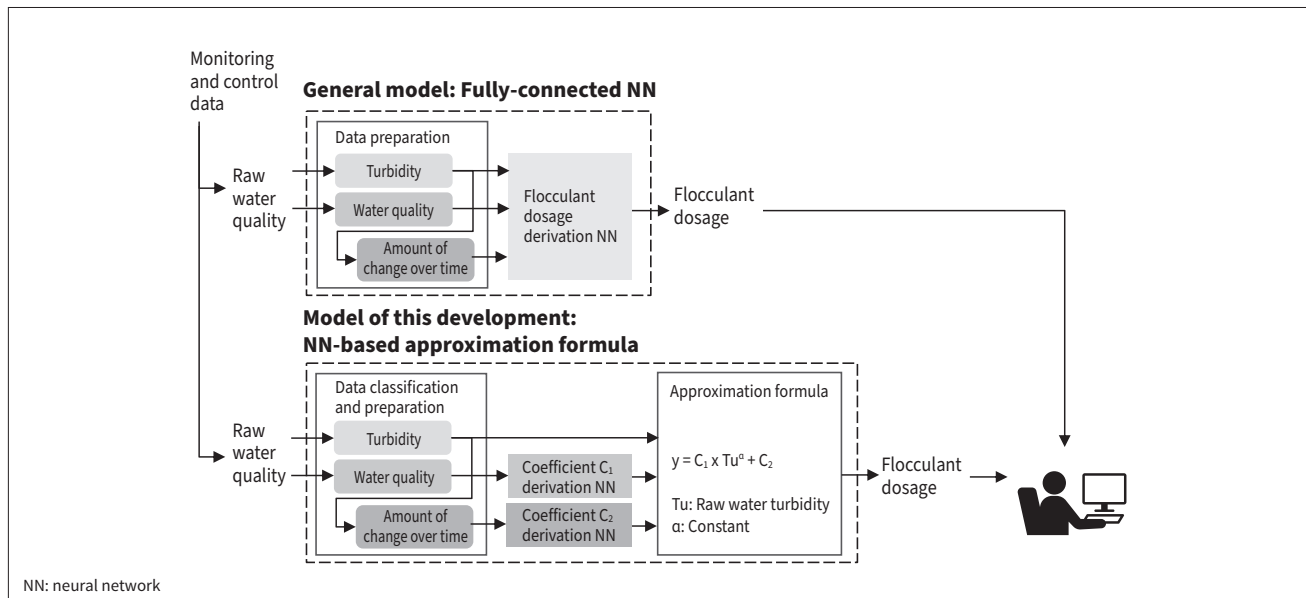 Monitoring
and control
data
General model: Fully-connected NN
Data preparation
Raw
water
quality
Turbidity
Water quality
Amount of
change over time
Flocculant
dosage
derivation NN
Flocculant
dosage
Model of this development:
NN-based approximation formula
Data classification
and preparation
Raw
water
quality
Turbidity
Water quality
Amount of
change over time
Coefficient C₁
derivation NN
Coefficient C₂
derivation NN
Approximation formula
y = C₁ x Tuᵅ + C₂
Tu: Raw water turbidity
α: Constant
Flocculant
dosage
NN: neural network